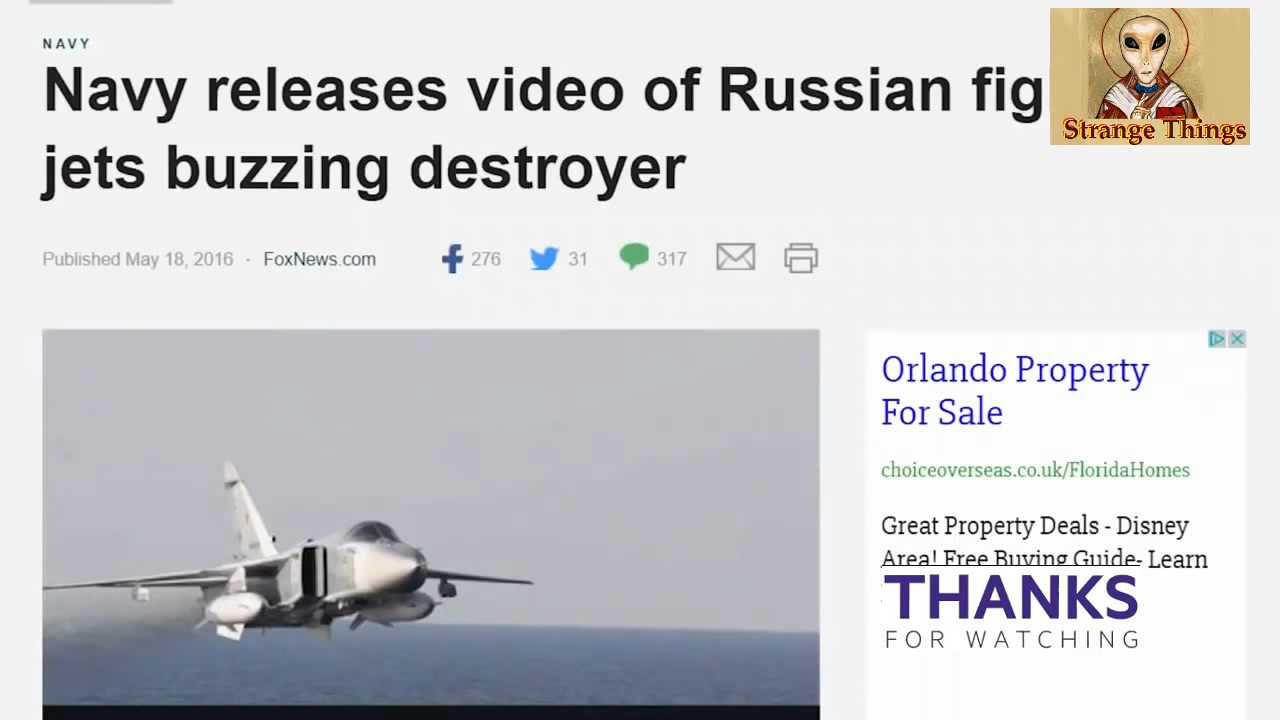 NAVY
Navy releases video of Russian fig
jets buzzing destroyer
Published May 18, 2016 · FoxNews.com
276
31
317
Strange Things
Orlando Property
For Sale
choiceoverseas.co.uk/FloridaHomes
Great Property Deals - Disney
Area! Free Buying Guide- Learn
THANKS
FOR WATCHING